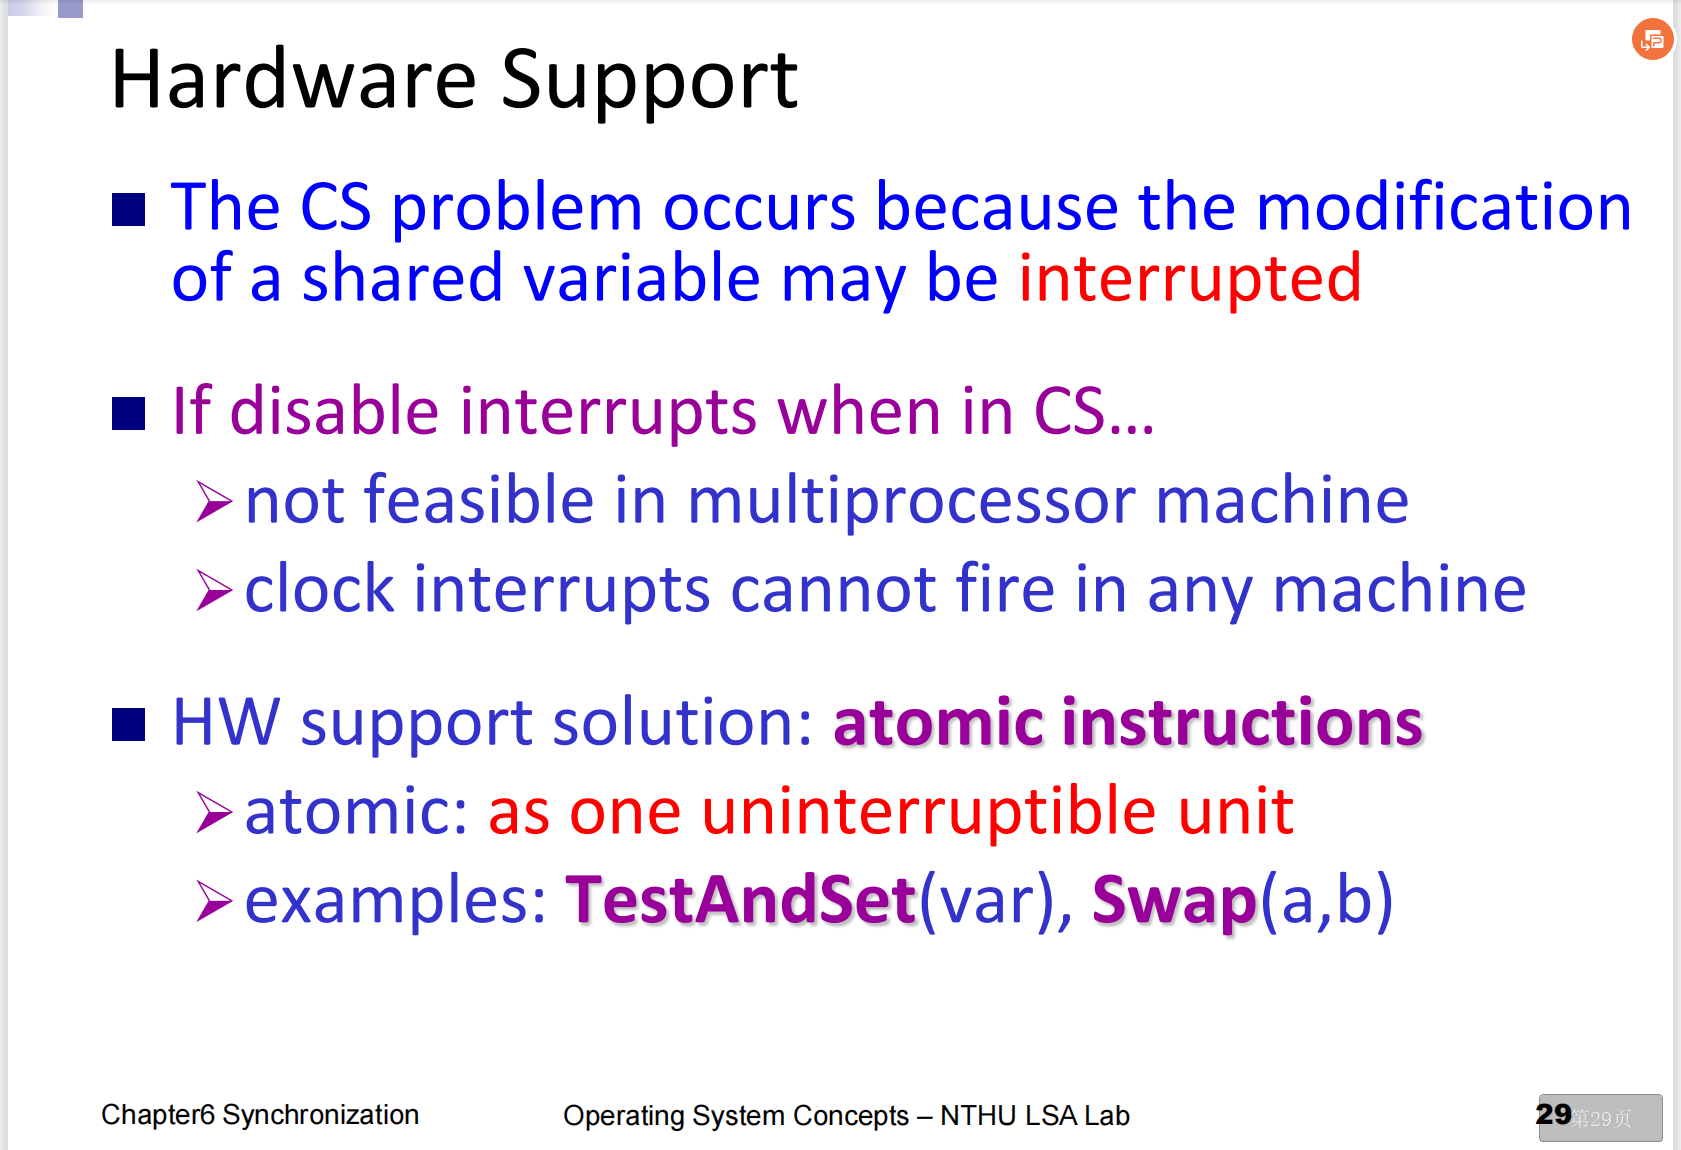 Hardware Support
The CS problem occurs because the modification
of a shared variable may be interrupted
If disable interrupts when in CS…
not feasible in multiprocessor machine
clock interrupts cannot fire in any machine
HW support solution: atomic instructions
atomic: as one uninterruptible unit
examples: TestAndSet(var), Swap(a,b)
Chapter6 Synchronization
Operating System Concepts – NTHU LSA Lab
29
第29页